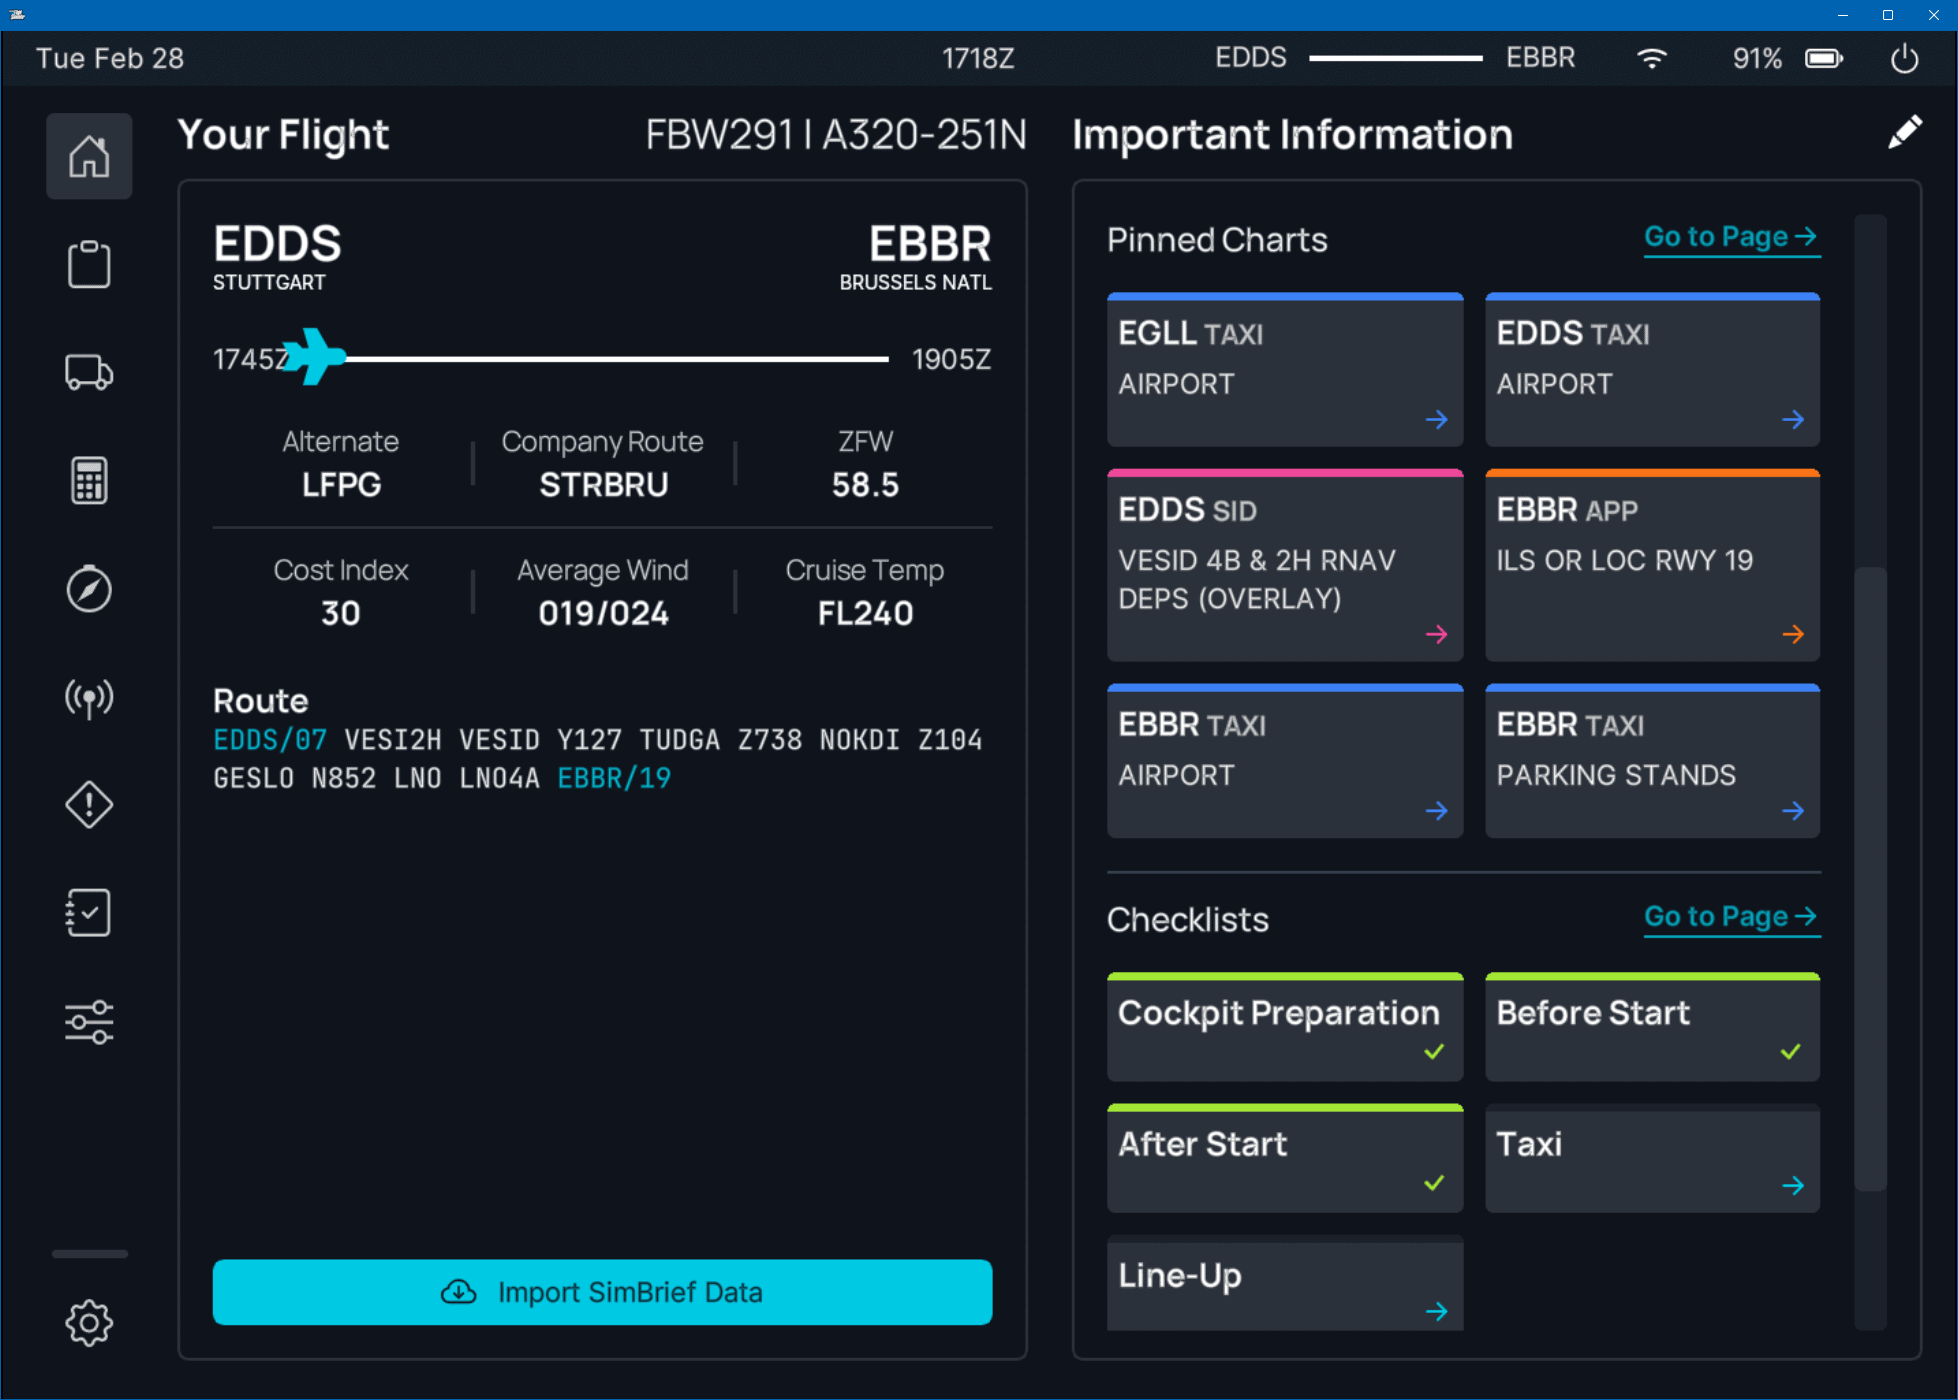 Tue Feb 28
1718Z
EDDS EBBR
91%
Your Flight
FBW291 | A320-251N
EDDS EBBR
STUTTGART BRUSSELS NATL
1745Z 1905Z
Alternate Company Route ZFW
LFPG STRBRU 58.5
Cost Index Average Wind Cruise Temp
30 019/024 FL240
Route
EDDS/07 VESI2H VESID Y127 TUDGA Z738 NOKDI Z104
GESLO N852 LNO LNO4A EBBR/19
Import SimBrief Data
Important Information
Pinned Charts Go to Page
EGLL TAXI
AIRPORT
EDDS TAXI
AIRPORT
EDDS SID
VESID 4B & 2H RNAV
DEPS (OVERLAY)
EBBR APP
ILS OR LOC RWY 19
EBBR TAXI
AIRPORT
EBBR TAXI
PARKING STANDS
Checklists Go to Page
Cockpit Preparation
Before Start
After Start
Taxi
Line-Up